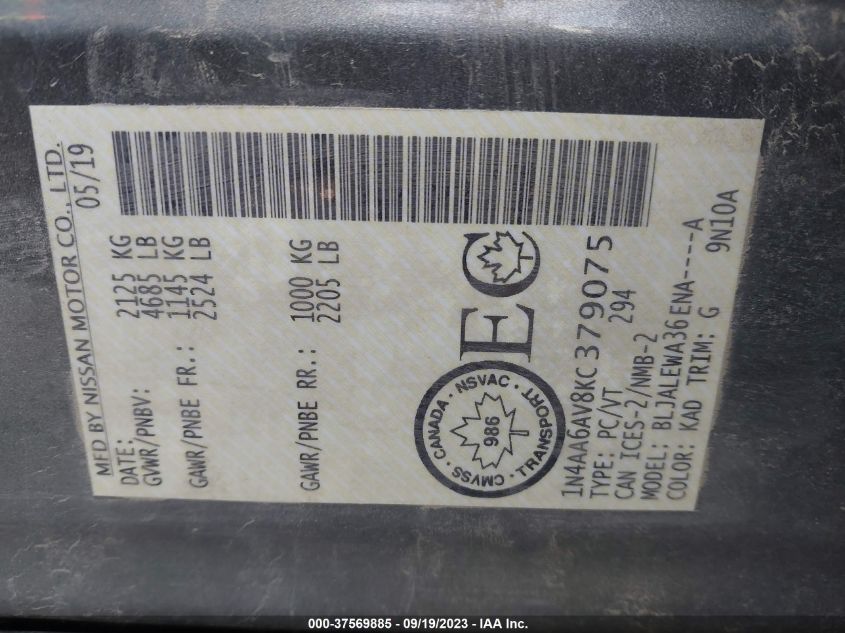 MFD BY NISSAN MOTOR CO., LTD.
DATE: 05/19
GVWR/PNBV: 2125 KG
4685 LB
GAWR/PNBE FR.: 1145 KG
2524 LB
GAWR/PNBE RR.: 1000 KG
2205 LB
CANADA · NSVAC · TRANSPORT · CMVSS ·
986
EC
1N4AA6AV8KC379075
TYPE: PC/VT 294
CAN ICES-2/NMB-2
MODEL: BLJALEWA36ENA----A
COLOR: KAD TRIM: G 9N10A
000-37569885 - 09/19/2023 - IAA Inc.